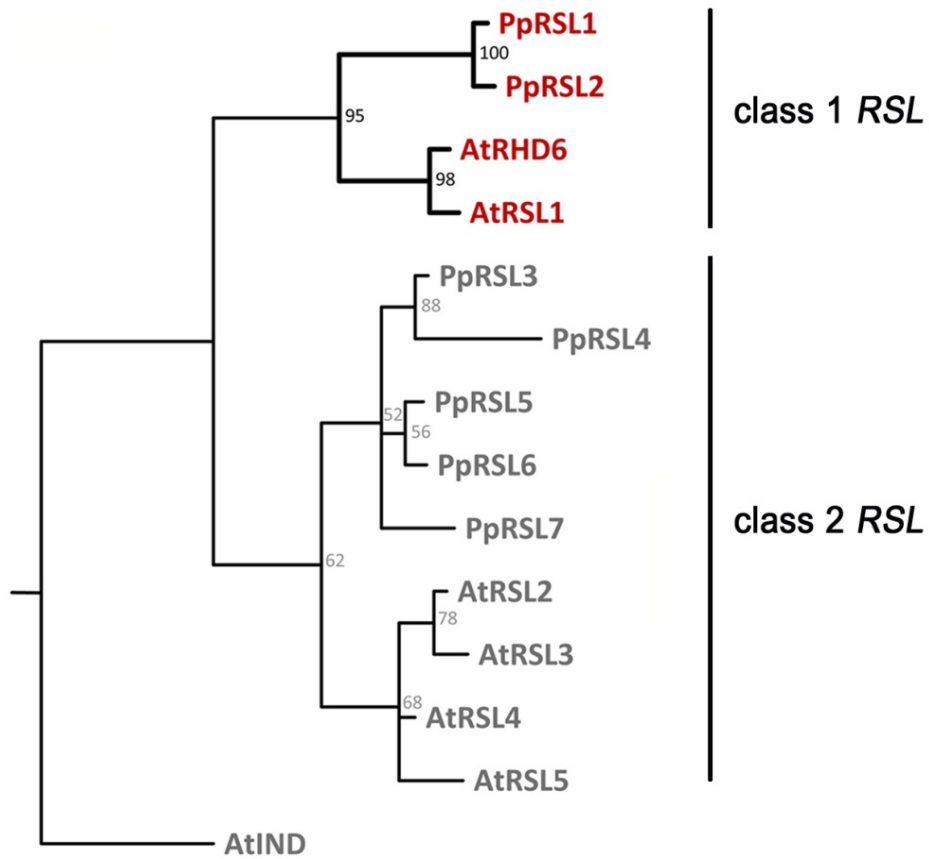 PpRSL1
100
PpRSL2
class 1 RSL
95
AtRHD6
98
AtRSL1
PpRSL3
88
PpRSL4
PpRSL5
52
56
PpRSL6
class 2 RSL
PpRSL7
62
AtRSL2
78
AtRSL3
68
AtRSL4
AtRSL5
AtIND